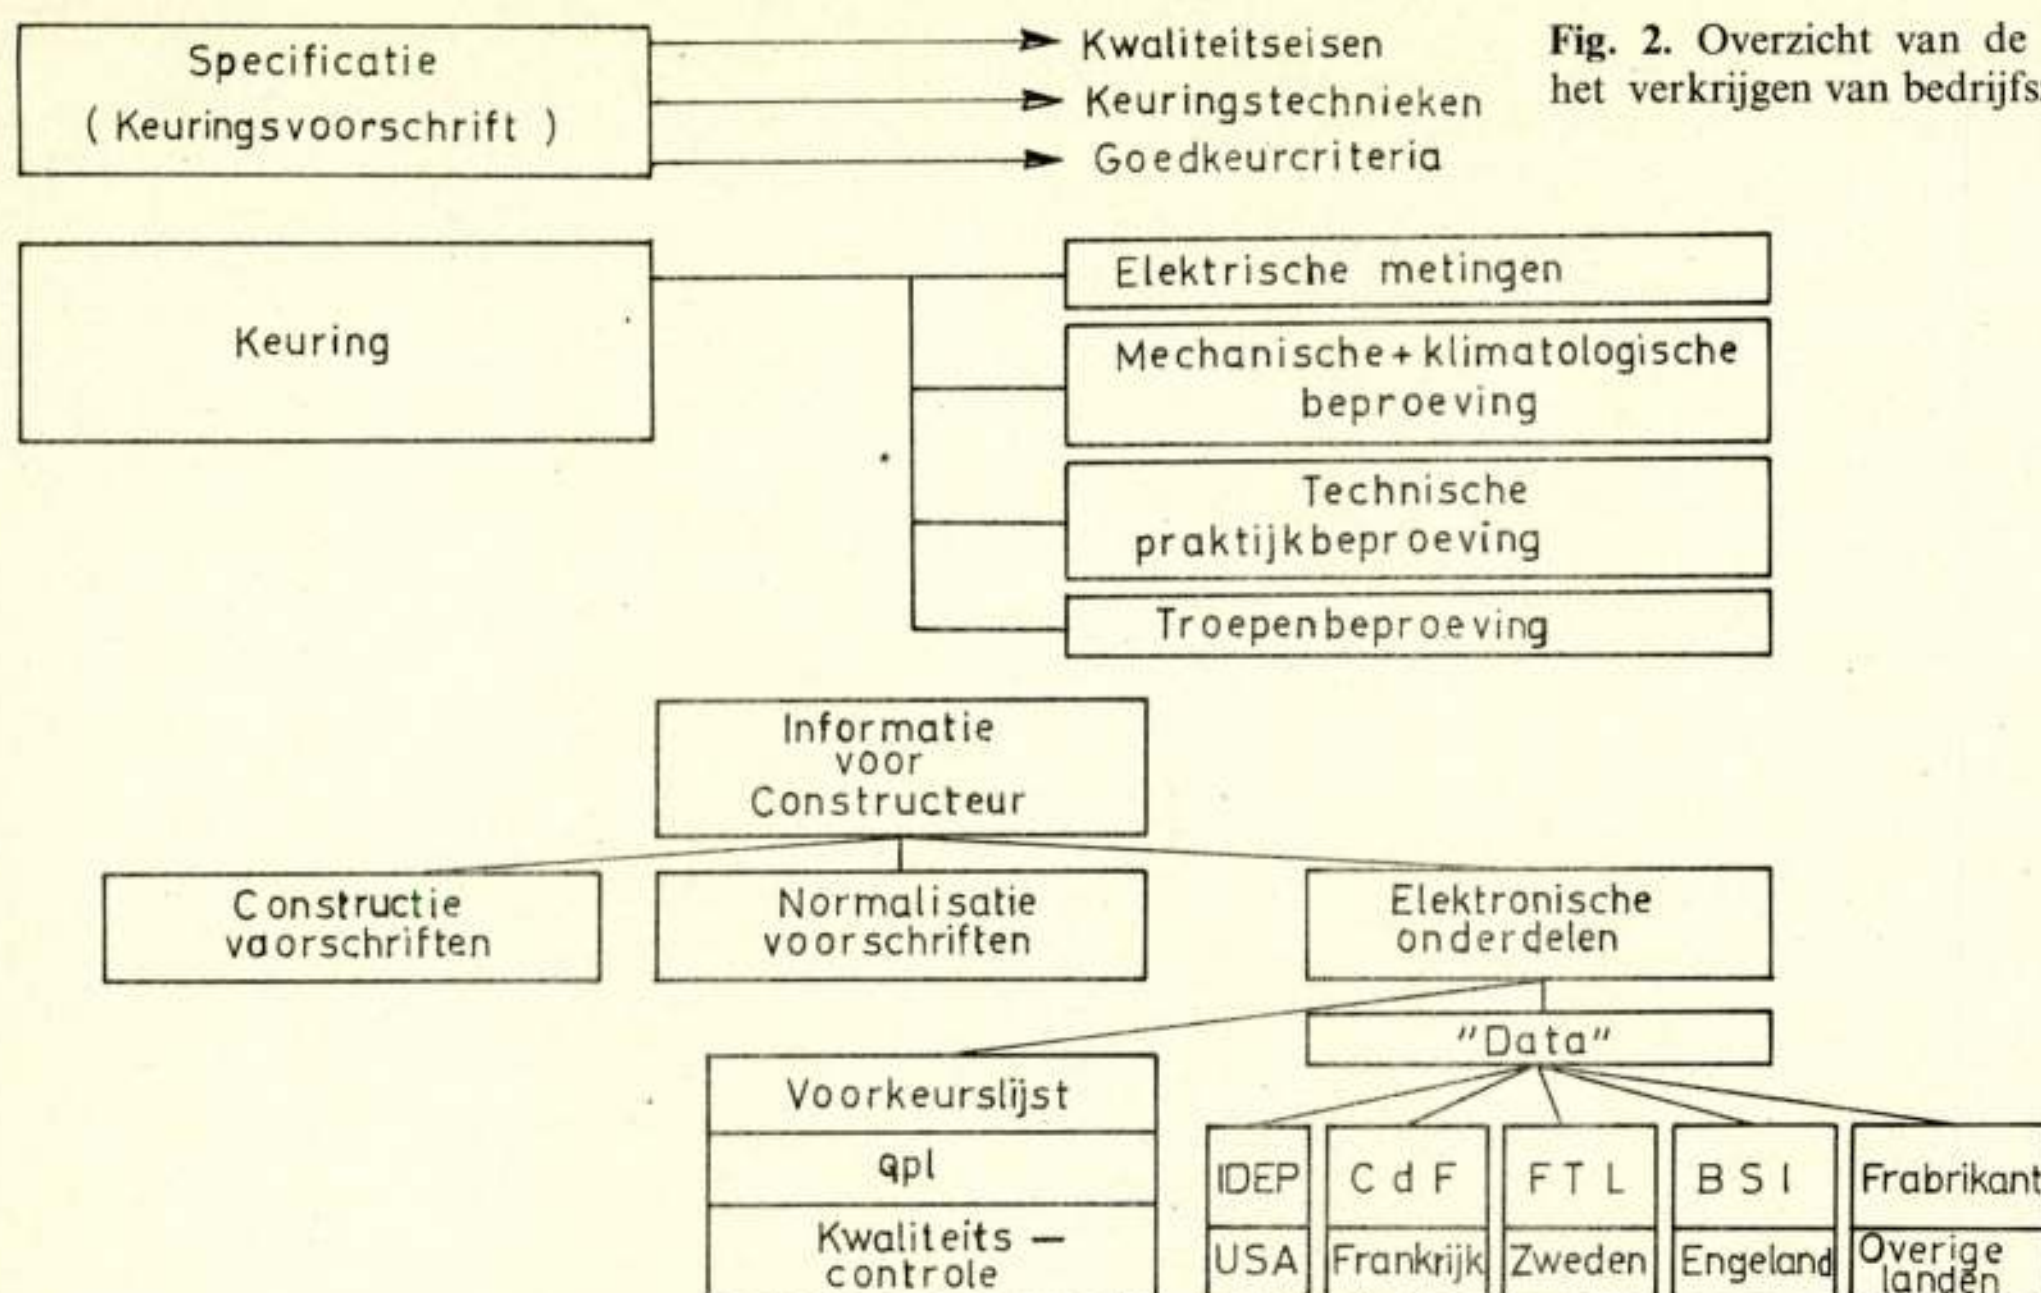 Specificatie
( Keuringsvoorschrift )
Kwaliteitseisen
Keuringstechnieken
Goedkeurcriteria
Fig. 2. Overzicht van de
het verkrijgen van bedrijfs
Keuring
Elektrische metingen
Mechanische + klimatologische
beproeving
Technische
praktijkbeproeving
Troepenbeproeving
Informatie
voor
Constructeur
Constructie
vaorschriften
Normalisatie
voorschriften
Elektronische
onderdelen
"Data"
Voorkeurslijst
qpl
Kwaliteits —
controle
IDEP
USA
C d F
Frankrijk
F T L
Zweden
B S I
Engeland
Frabrikant
Overige
landen